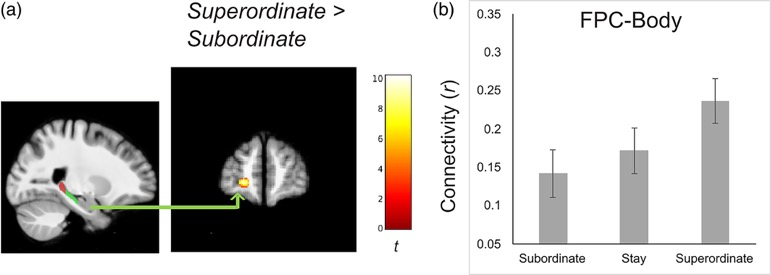 (a)
Superordinate >
Subordinate
10
8
6
4
2
0
t
(b)
FPC-Body
Connectivity (r)
0.35
0.3
0.25
0.2
0.15
0.1
0.05
Subordinate Stay Superordinate